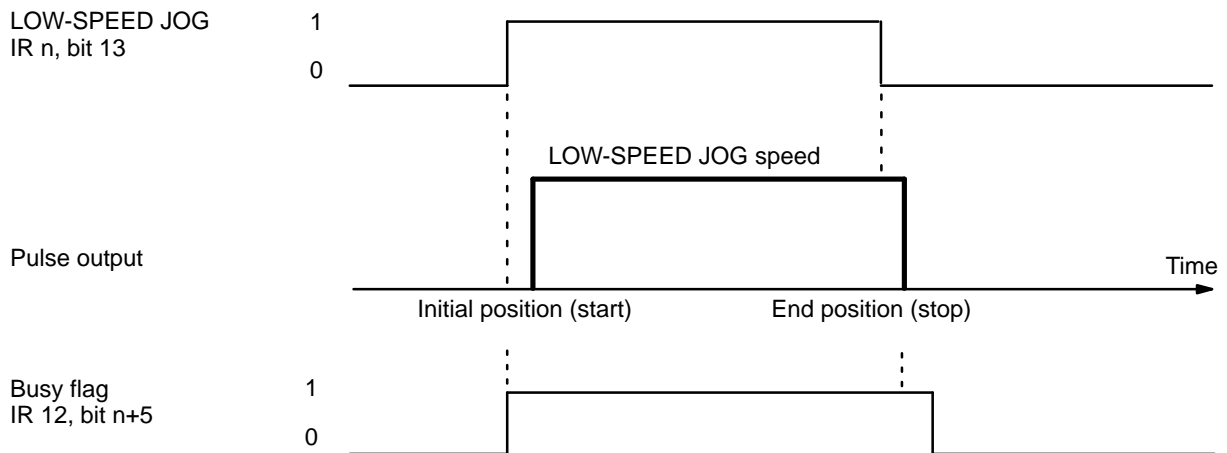 LOW-SPEED JOG
IR n, bit 13
1
0
LOW-SPEED JOG speed
Pulse output
Time
Initial position (start)
End position (stop)
Busy flag
IR 12, bit n+5
1
0